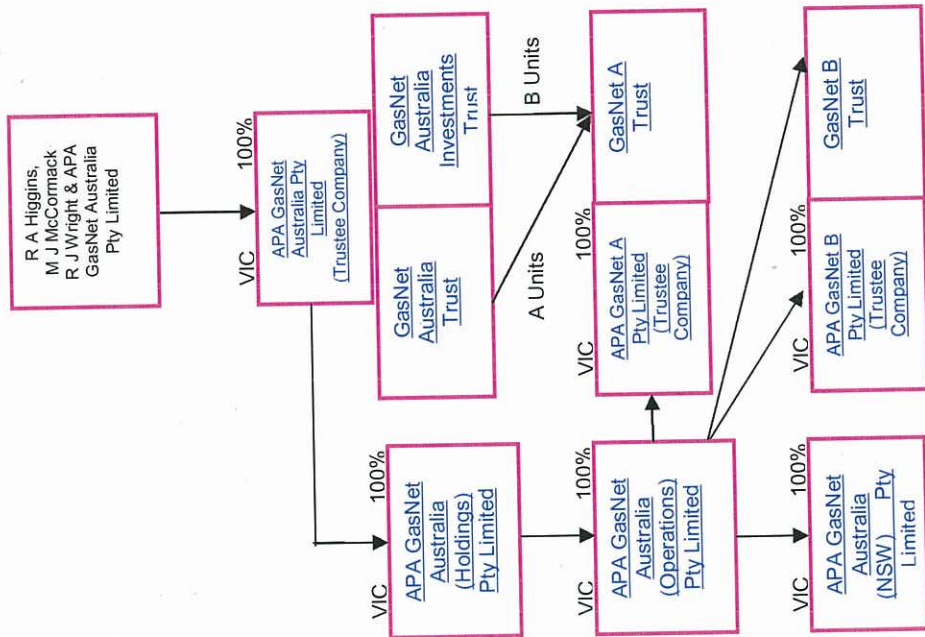 R A Higgins,
M J McCormack
R J Wright & APA
GasNet Australia
Pty Limited
VIC 100%
APA GasNet
Australia Pty
Limited
(Trustee Company)
GasNet
Australia
Trust
GasNet
Australia
Investments
Trust
A Units
B Units
VIC 100%
APA GasNet
Australia
(Holdings)
Pty Limited
VIC 100%
APA GasNet
Australia
(Operations)
Pty Limited
VIC 100%
APA GasNet A
Pty Limited
(Trustee
Company)
GasNet A
Trust
VIC 100%
APA GasNet
Australia
(NSW) Pty
Limited
VIC 100%
APA GasNet B
Pty Limited
(Trustee
Company)
GasNet B
Trust